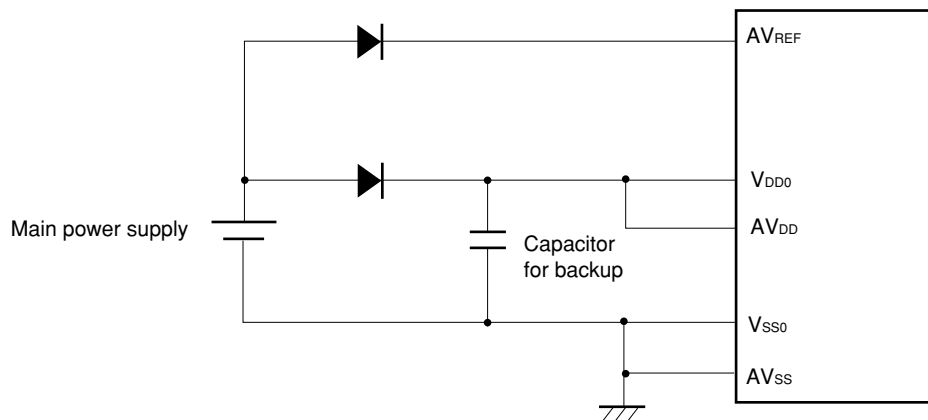 AVREF
VDD0
AVDD
Main power supply
Capacitor
for backup
VSS0
AVSS